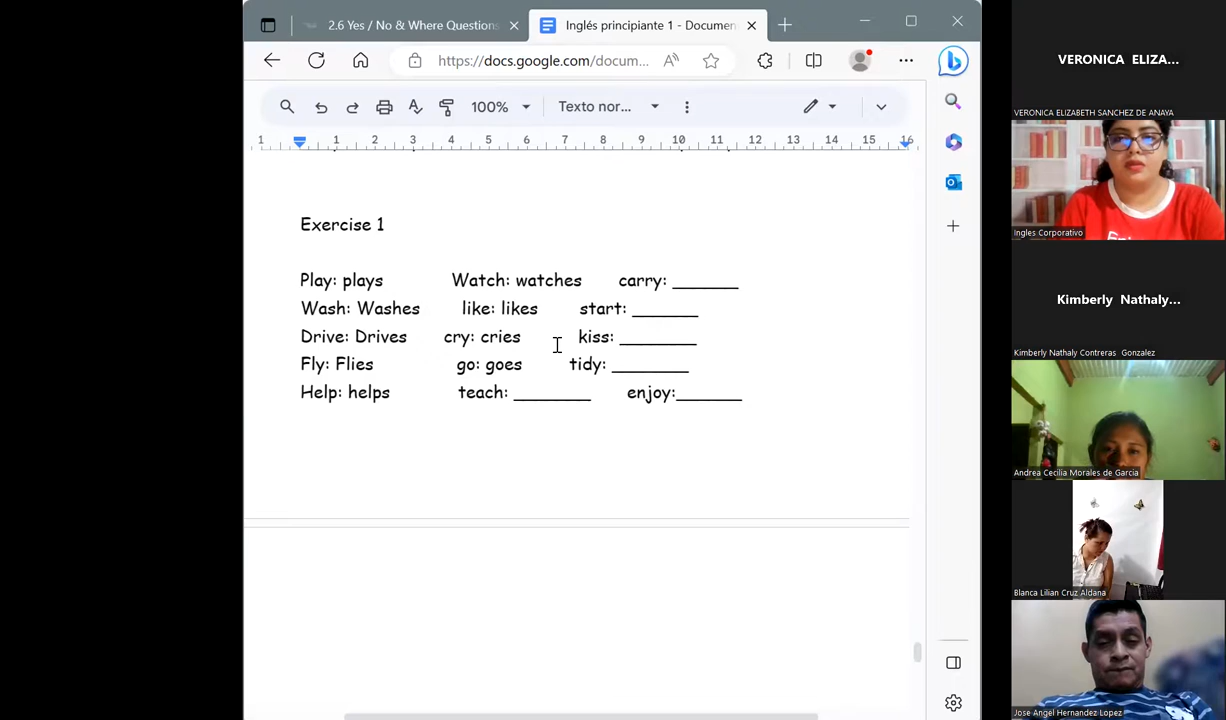 2.6 Yes / No & Where Questions
Inglés principiante 1 - Documen
https://docs.google.com/docum...
100%
Texto nor...
1 1 2 3 4 5 6 7 8 9 10 11 12 13 14 15 16
Exercise 1
Play: plays Watch: watches carry: _______
Wash: Washes like: likes start: _______
Drive: Drives cry: cries kiss: ________
Fly: Flies go: goes tidy: ________
Help: helps teach: ________ enjoy:_______
VERONICA ELIZA...
VERONICA ELIZABETH SANCHEZ DE ANAYA
Ingles Corporativo
Kimberly Nathaly...
Kimberly Nathaly Contreras Gonzalez
Andrea Cecilia Morales de Garcia
Blanca Lilian Cruz Aldana
Jose Angel Hernandez Lopez